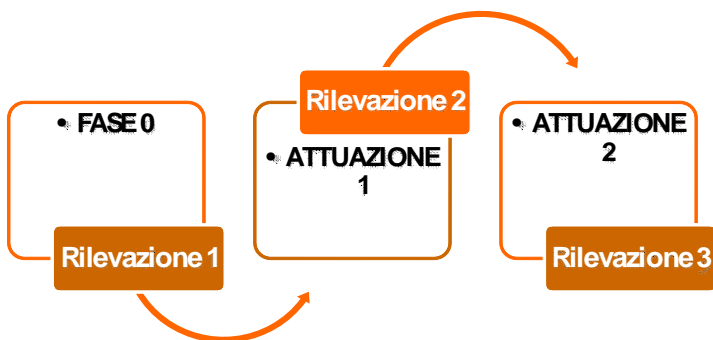 • FASE 0
Rilevazione 1
Rilevazione 2
• ATTUAZIONE
1
• ATTUAZIONE
2
Rilevazione 3